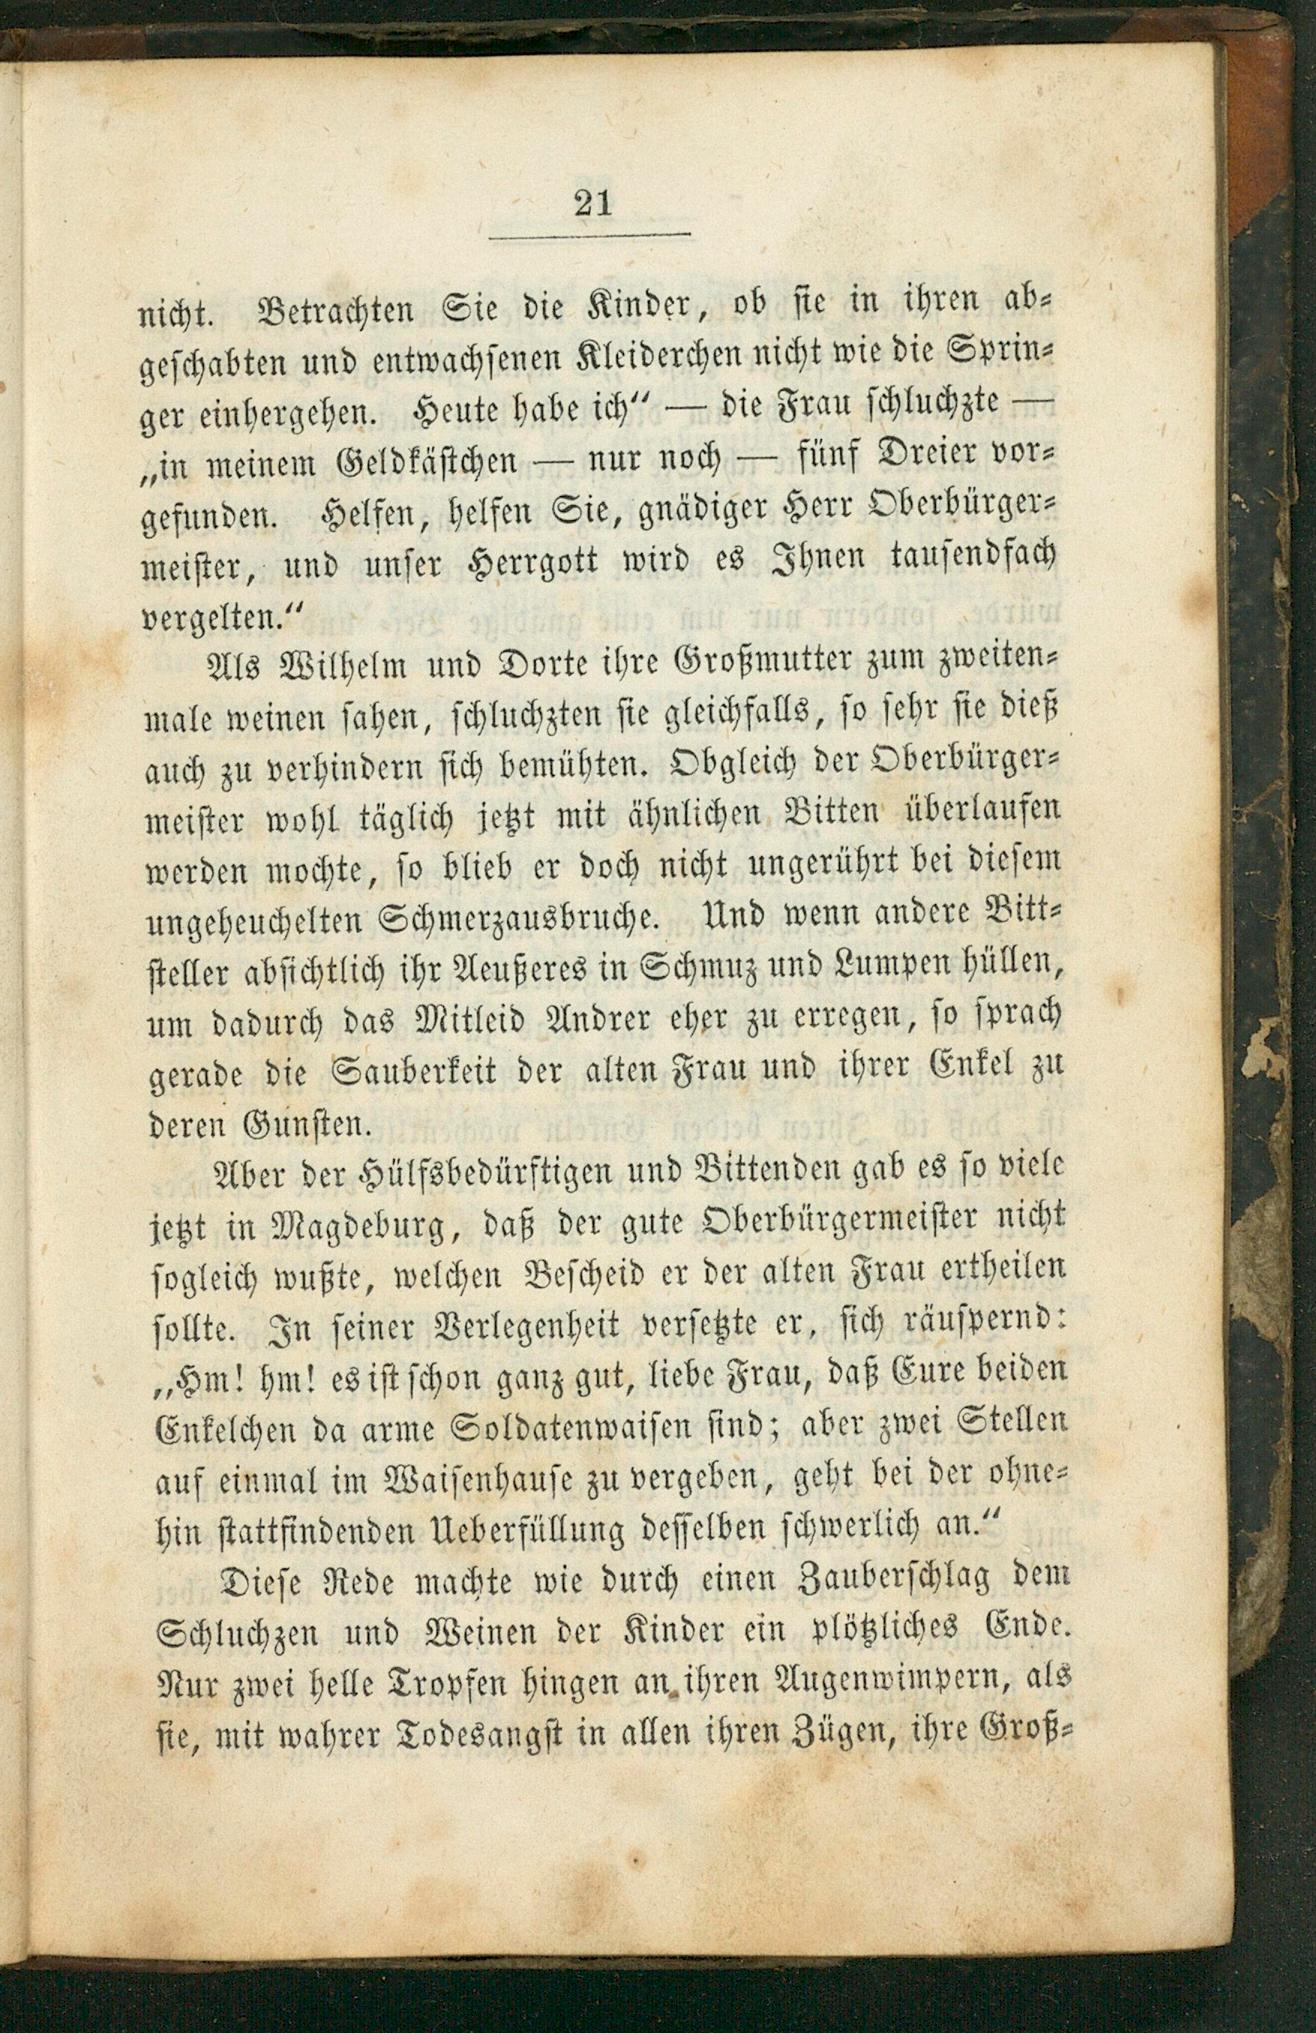 21
nicht. Betrachten Sie die Kinder, ob sie in ihren ab-
geschabten und entwachsenen Kleiderchen nicht wie die Sprin-
ger einhergehen. Heute habe ich“ — die Frau schluchzte —
„in meinem Geldkästchen — nur noch — fünf Dreier vor-
gefunden. Helfen, helfen Sie, gnädiger Herr Oberbürger-
meister, und unser Herrgott wird es Ihnen tausendfach
vergelten.“
Als Wilhelm und Dorte ihre Großmutter zum zweiten-
male weinen sahen, schluchzten sie gleichfalls, so sehr sie dieß
auch zu verhindern sich bemühten. Obgleich der Oberbürger-
meister wohl täglich jetzt mit ähnlichen Bitten überlaufen
werden mochte, so blieb er doch nicht ungerührt bei diesem
ungeheuchelten Schmerzausbruche. Und wenn andere Bitt-
steller absichtlich ihr Aeußeres in Schmuz und Lumpen hüllen,
um dadurch das Mitleid Andrer eher zu erregen, so sprach
gerade die Sauberkeit der alten Frau und ihrer Enkel zu
deren Gunsten.
Aber der Hülfsbedürftigen und Bittenden gab es so viele
jetzt in Magdeburg, daß der gute Oberbürgermeister nicht
sogleich wußte, welchen Bescheid er der alten Frau ertheilen
sollte. In seiner Verlegenheit versetzte er, sich räuspernd:
„Hm! hm! es ist schon ganz gut, liebe Frau, daß Eure beiden
Enkelchen da arme Soldatenwaisen sind; aber zwei Stellen
auf einmal im Waisenhause zu vergeben, geht bei der ohne-
hin stattfindenden Ueberfüllung desselben schwerlich an.“
Diese Rede machte wie durch einen Zauberschlag dem
Schluchzen und Weinen der Kinder ein plötzliches Ende.
Nur zwei helle Tropfen hingen an ihren Augenwimpern, als
sie, mit wahrer Todesangst in allen ihren Zügen, ihre Groß-